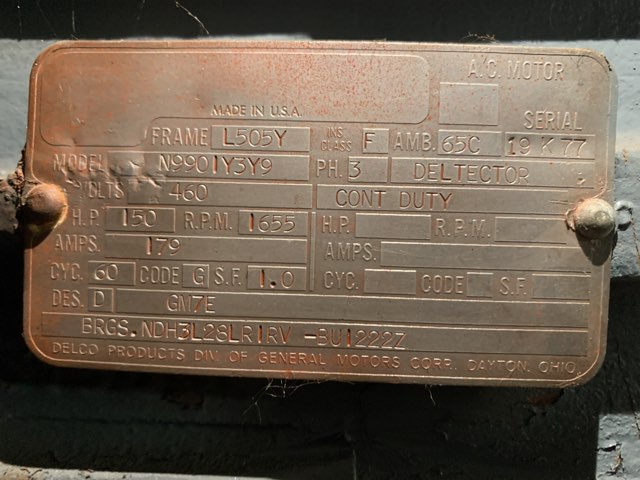 A.C. MOTOR
MADE IN U.S.A.
SERIAL
FRAME L505Y INS. CLASS F AMB. 65C 19 K 77
MODEL N9901Y3Y9 PH. 3 DELTECTOR
VOLTS 460 CONT DUTY
H.P. 150 R.P.M. 1655 H.P. R.P.M.
AMPS. 179 AMPS.
CYC. 60 CODE G S.F. 1.0 CYC. CODE S.F.
DES. D GM7E
BRGS. NDH3L28LR1RV -BU1222Z
DELCO PRODUCTS DIV. OF GENERAL MOTORS CORP. DAYTON, OHIO